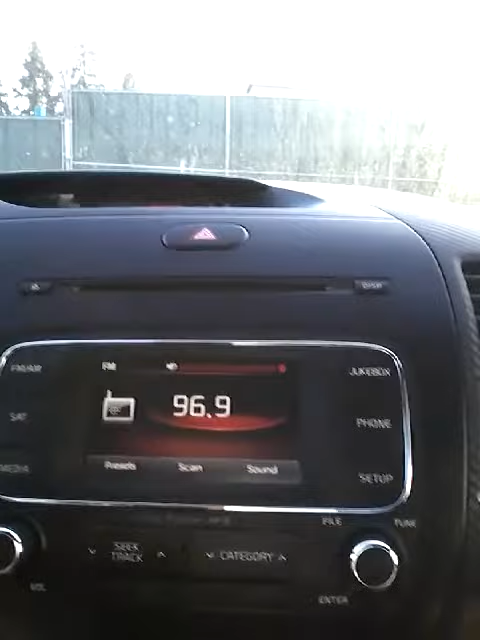 DISP
FM/AM
FM
JUKEBOX
96.9
SAT
PHONE
MEDIA
Presets Scan Sound
SETUP
FILE
TUNE
SEEK
TRACK
CATEGORY
VOL
ENTER